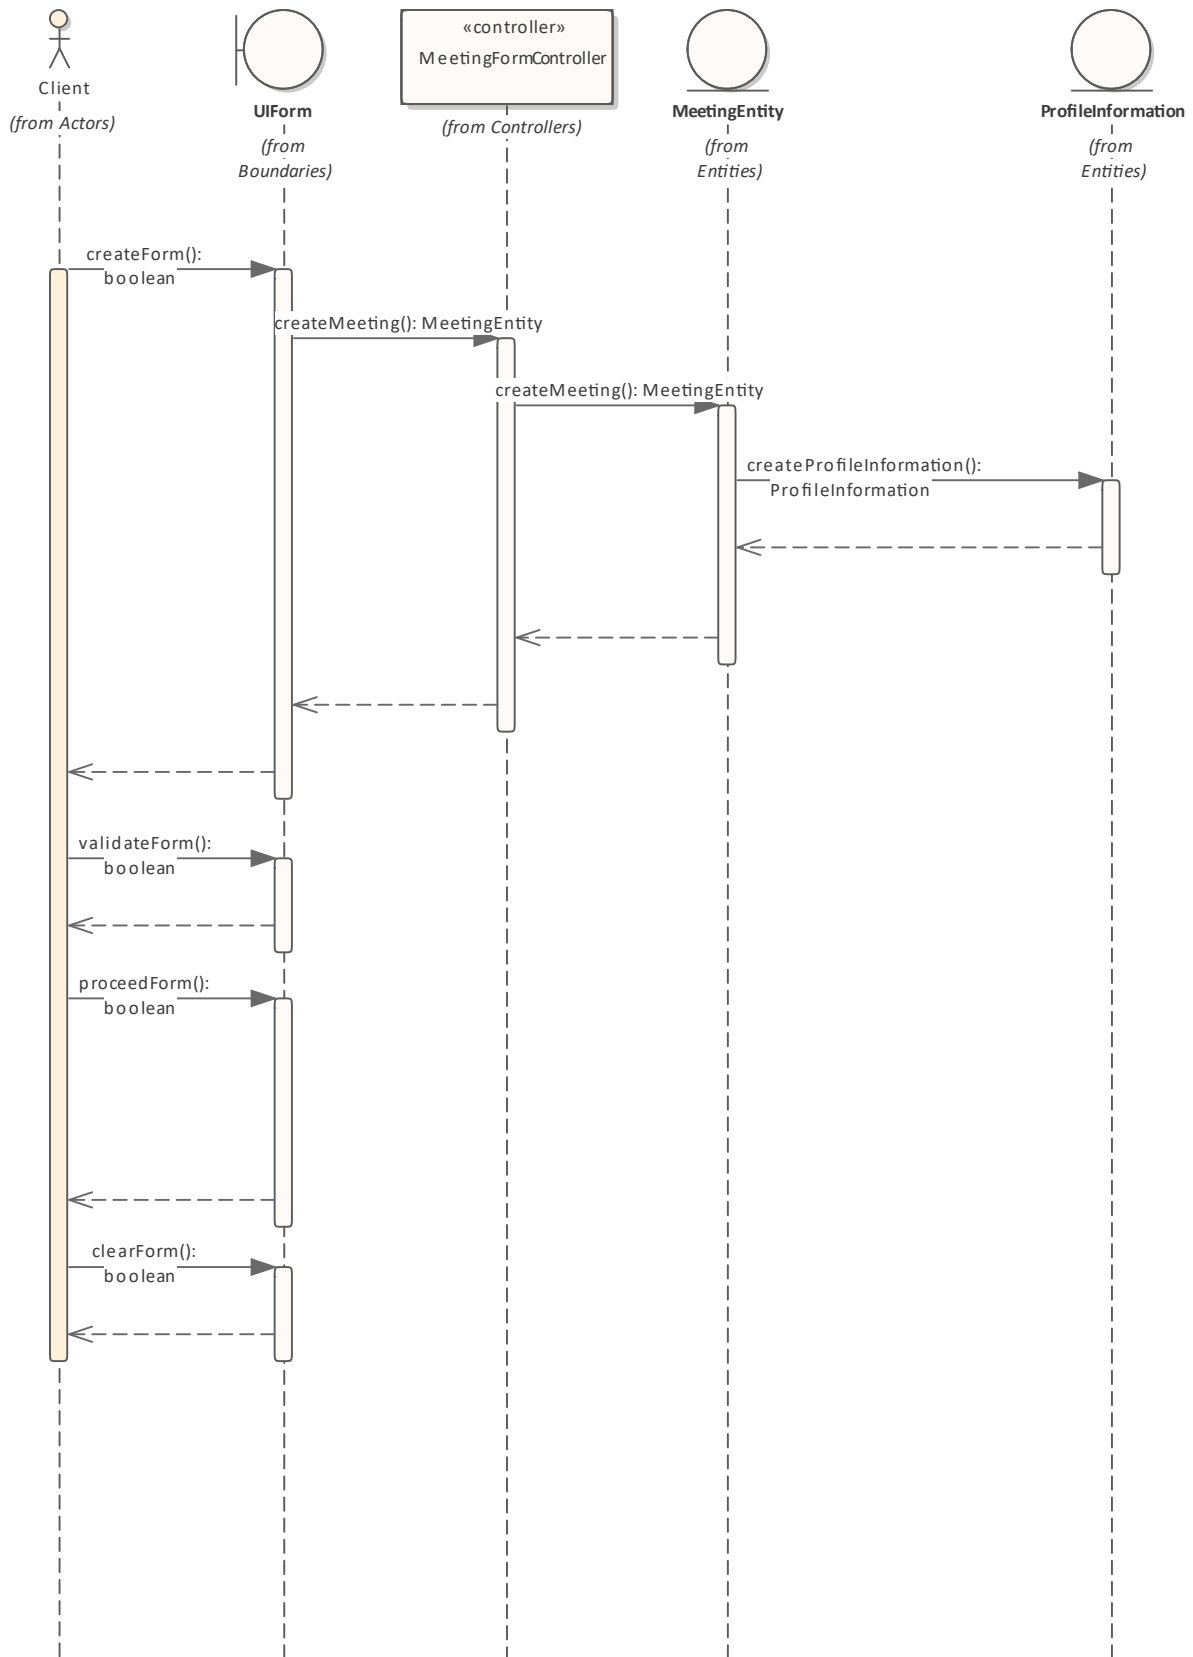 Client
(from Actors)
UIForm
(from
Boundaries)
«controller»
MeetingFormController
(from Controllers)
MeetingEntity
(from
Entities)
ProfileInformation
(from
Entities)
createForm():
boolean
createMeeting(): MeetingEntity
createMeeting(): MeetingEntity
createProfileInformation():
ProfileInformation
validateForm():
boolean
proceedForm():
boolean
clearForm():
boolean